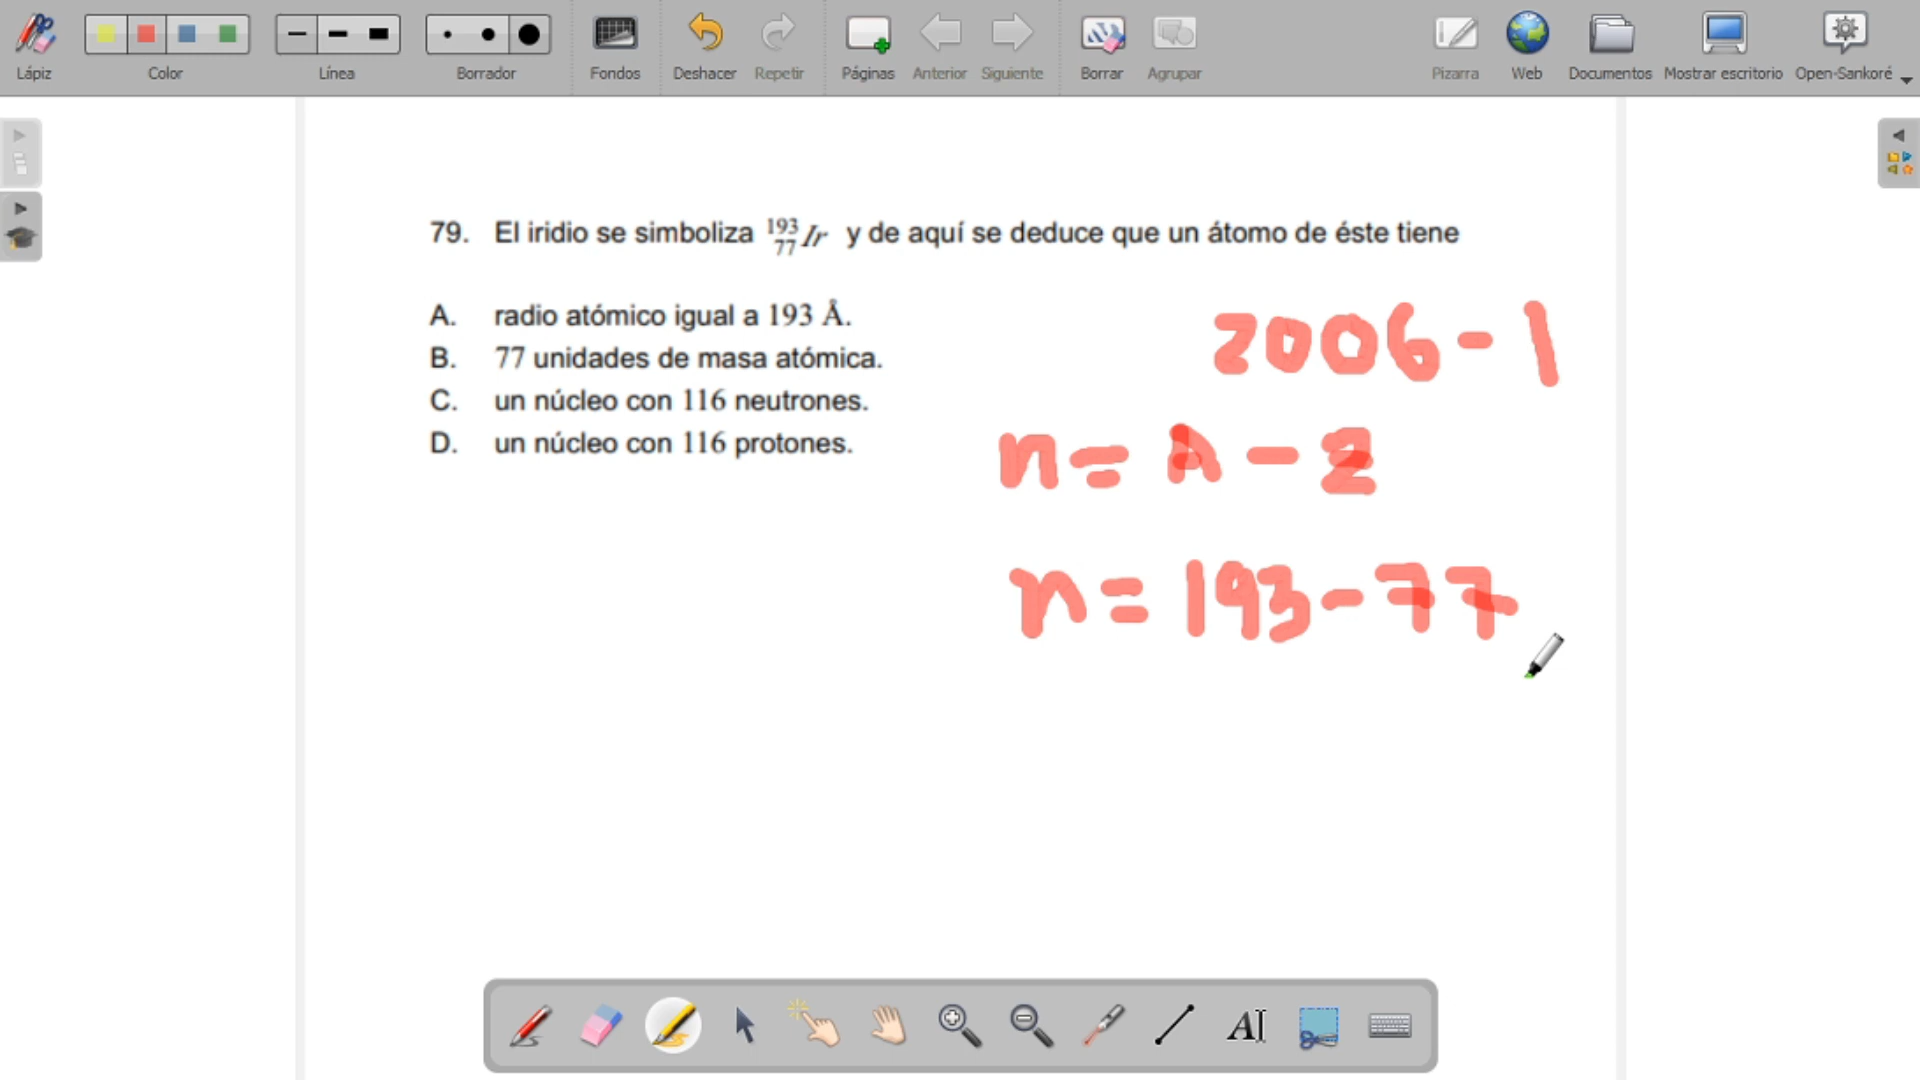 Lápiz Color Línea Borrador Fondos Deshacer Repetir Páginas Anterior Siguiente Borrar Agrupar Pizarra Web Documentos Mostrar escritorio Open-Sankoré
79. El iridio se simboliza ¹⁹³₇₇Ir y de aquí se deduce que un átomo de éste tiene
A. radio atómico igual a 193 Å.
B. 77 unidades de masa atómica.
C. un núcleo con 116 neutrones.
D. un núcleo con 116 protones.
2006-1
n = A - Z
n = 193-77
AI